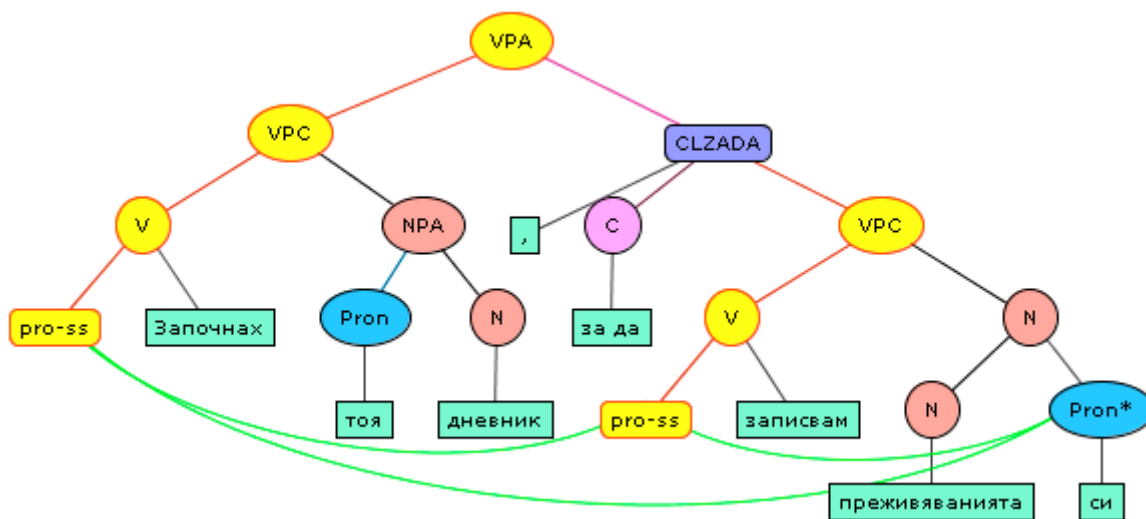 VPA
VPC CLZADA
V NPA , C VPC
pro-ss Започнах Pron N за да V N
тоя дневник pro-ss записвам N Pron*
преживяванията си